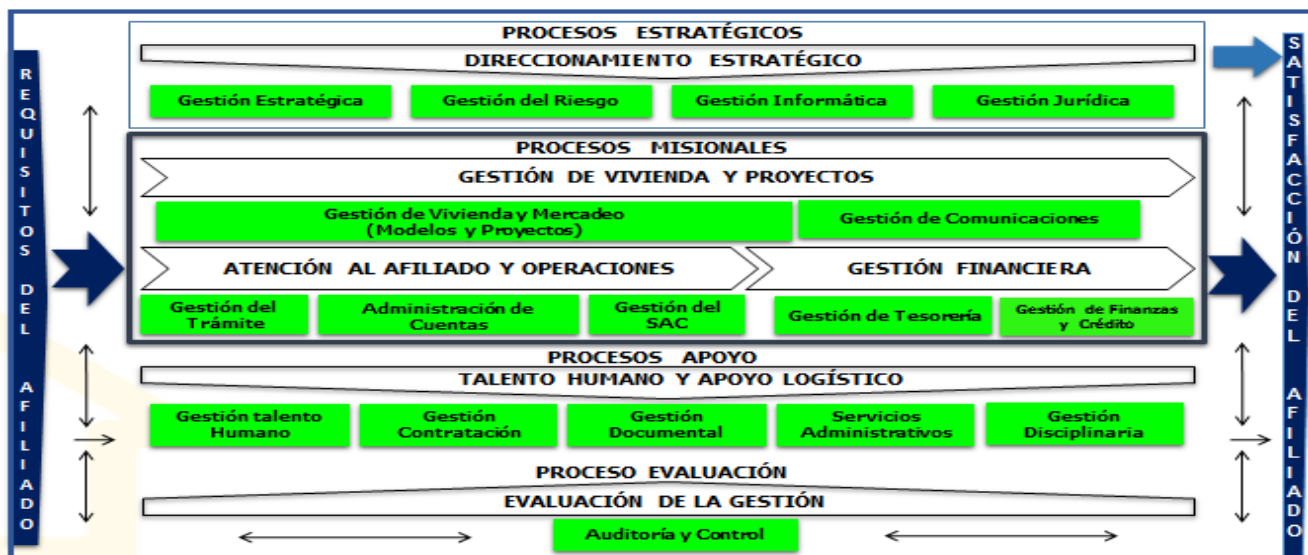 REQUISITOS DEL AFILIADO
PROCESOS ESTRATÉGICOS
DIRECCIONAMIENTO ESTRATÉGICO
Gestión Estratégica
Gestión del Riesgo
Gestión Informática
Gestión Jurídica
PROCESOS MISIONALES
GESTIÓN DE VIVIENDA Y PROYECTOS
Gestión de Vivienda y Mercadeo
(Modelos y Proyectos)
Gestión de Comunicaciones
ATENCIÓN AL AFILIADO Y OPERACIONES
GESTIÓN FINANCIERA
Gestión del
Trámite
Administración de
Cuentas
Gestión del
SAC
Gestión de Tesorería
Gestión de Finanzas
y Crédito
PROCESOS APOYO
TALENTO HUMANO Y APOYO LOGÍSTICO
Gestión talento
Humano
Gestión
Contratación
Gestión
Documental
Servicios
Administrativos
Gestión
Disciplinaria
PROCESO EVALUACIÓN
EVALUACIÓN DE LA GESTIÓN
Auditoría y Control
SATISFACCIÓN DEL AFILIADO